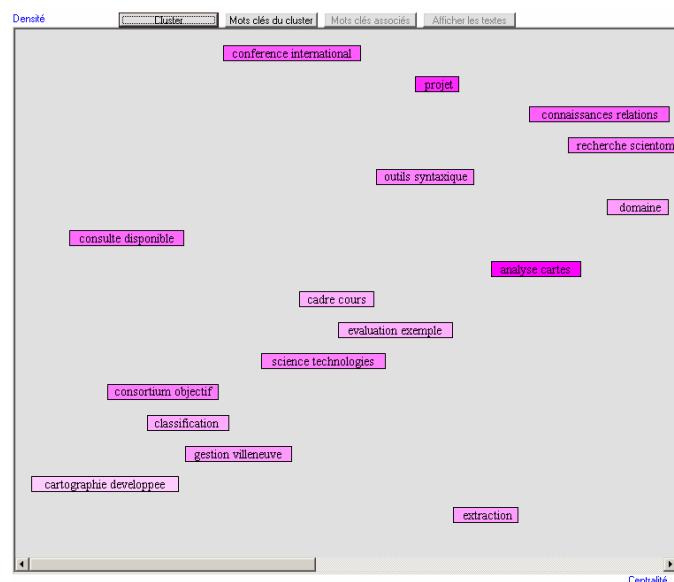 Densité
Cluster Mots clés du cluster Mots clés associés Afficher les textes
conference international
projet
connaissances relations
recherche scientom
outils syntaxique
domaine
consulte disponible
analyse cartes
cadre cours
evaluation exemple
science technologies
consortium objectif
classification
gestion villeneuve
cartographie developpee
extraction
Centralité